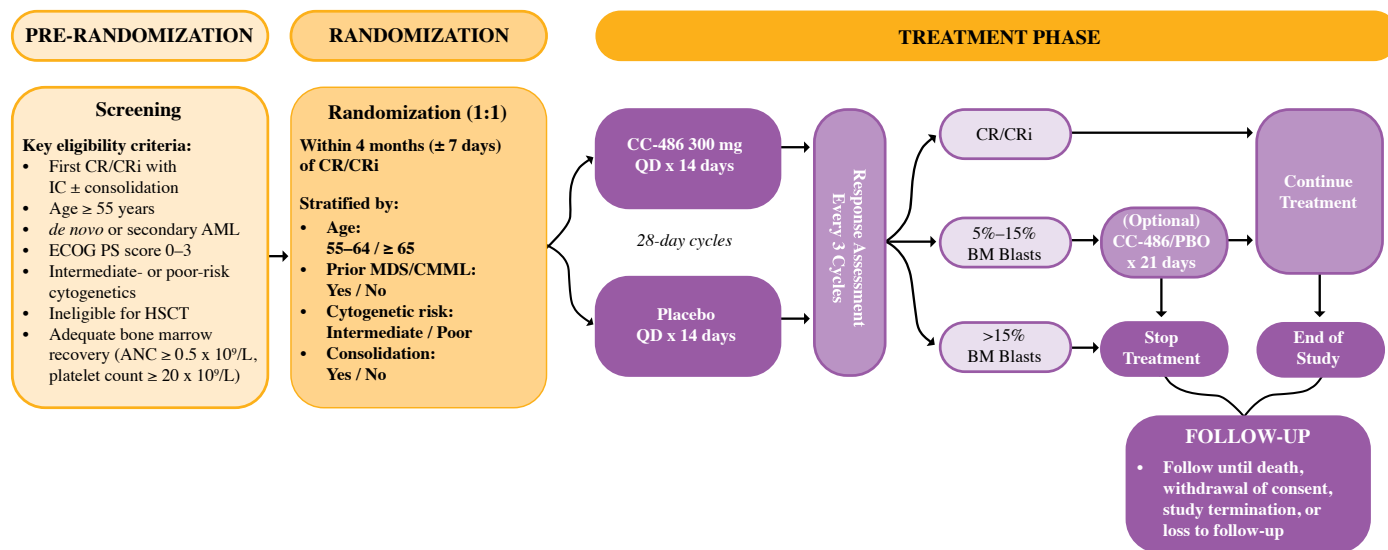 PRE-RANDOMIZATION
RANDOMIZATION
TREATMENT PHASE
Screening
Key eligibility criteria:
• First CR/CRi with
IC ± consolidation
• Age ≥ 55 years
• de novo or secondary AML
• ECOG PS score 0–3
• Intermediate- or poor-risk
cytogenetics
• Ineligible for HSCT
• Adequate bone marrow
recovery (ANC ≥ 0.5 x 10⁹/L,
platelet count ≥ 20 x 10⁹/L)
Randomization (1:1)
Within 4 months (± 7 days)
of CR/CRi
Stratified by:
• Age:
55–64 / ≥ 65
• Prior MDS/CMML:
Yes / No
• Cytogenetic risk:
Intermediate / Poor
• Consolidation:
Yes / No
CC-486 300 mg
QD x 14 days
28-day cycles
Placebo
QD x 14 days
Response Assessment
Every 3 Cycles
CR/CRi
5%–15%
BM Blasts
>15%
BM Blasts
(Optional)
CC-486/PBO
x 21 days
Stop
Treatment
Continue
Treatment
End of
Study
FOLLOW-UP
• Follow until death,
withdrawal of consent,
study termination, or
loss to follow-up